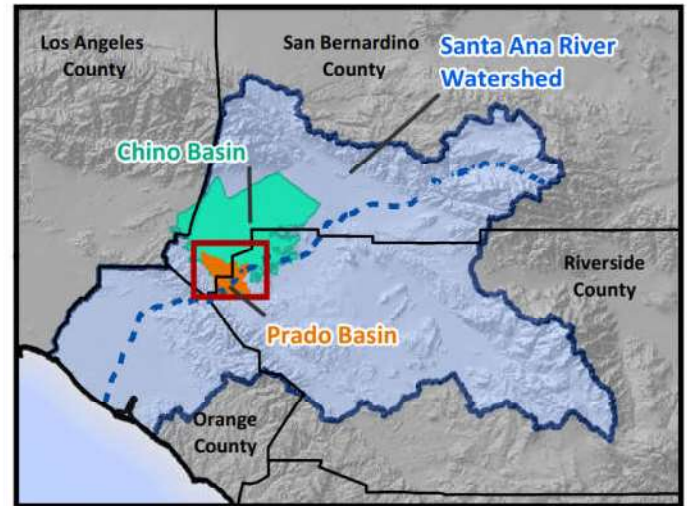 Los Angeles
County
San Bernardino
County
Santa Ana River
Watershed
Chino Basin
Riverside
County
Prado Basin
Orange
County